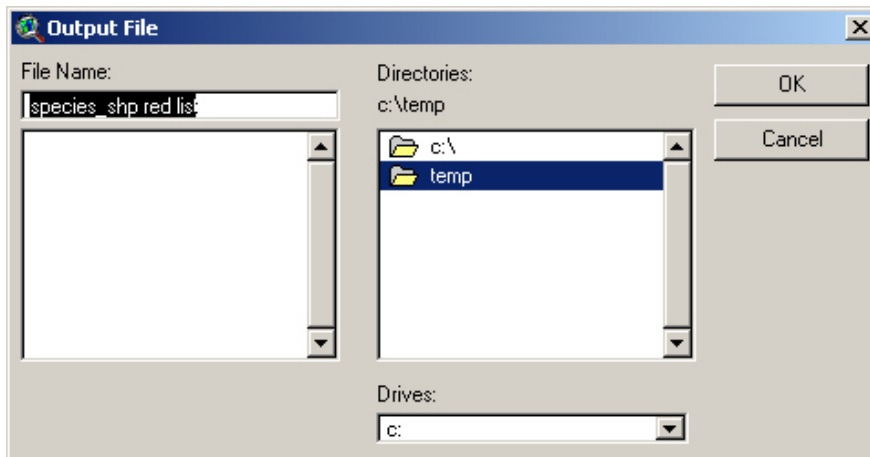 Output File
File Name:
species_shp red list
Directories:
c:\temp
c:\
temp
OK
Cancel
Drives:
c: